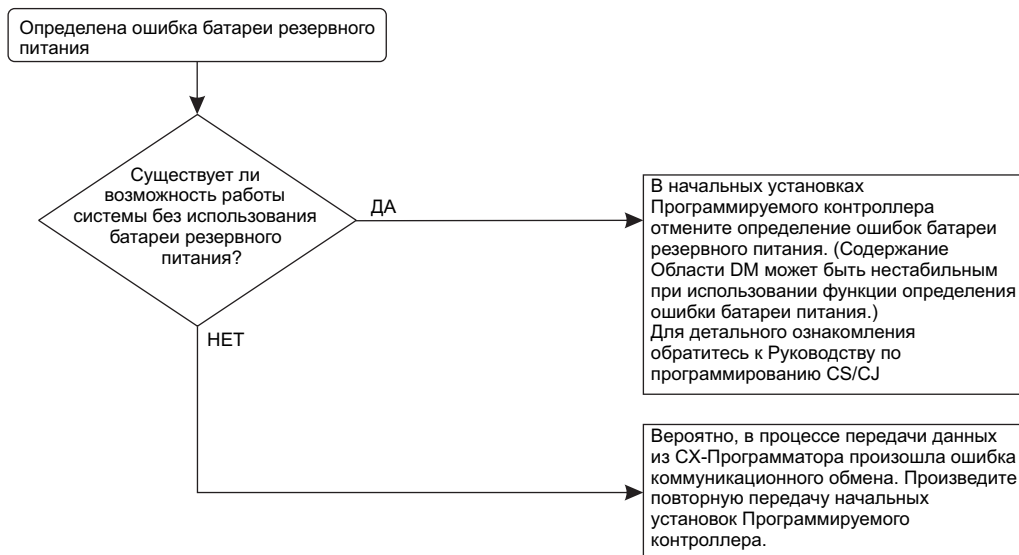 Определена ошибка батареи резервного
питания
Существует ли
возможность работы
системы без использования
батареи резервного
питания?
ДА
В начальных установках
Программируемого контроллера
отмените определение ошибок батареи
резервного питания. (Содержание
Области DM может быть нестабильным
при использовании функции определения
ошибки батареи питания.)
Для детального ознакомления
обратитесь к Руководству по
программированию CS/CJ
НЕТ
Вероятно, в процессе передачи данных
из СХ-Программатора произошла ошибка
коммуникационного обмена. Произведите
повторную передачу начальных
установок Программируемого
контроллера.